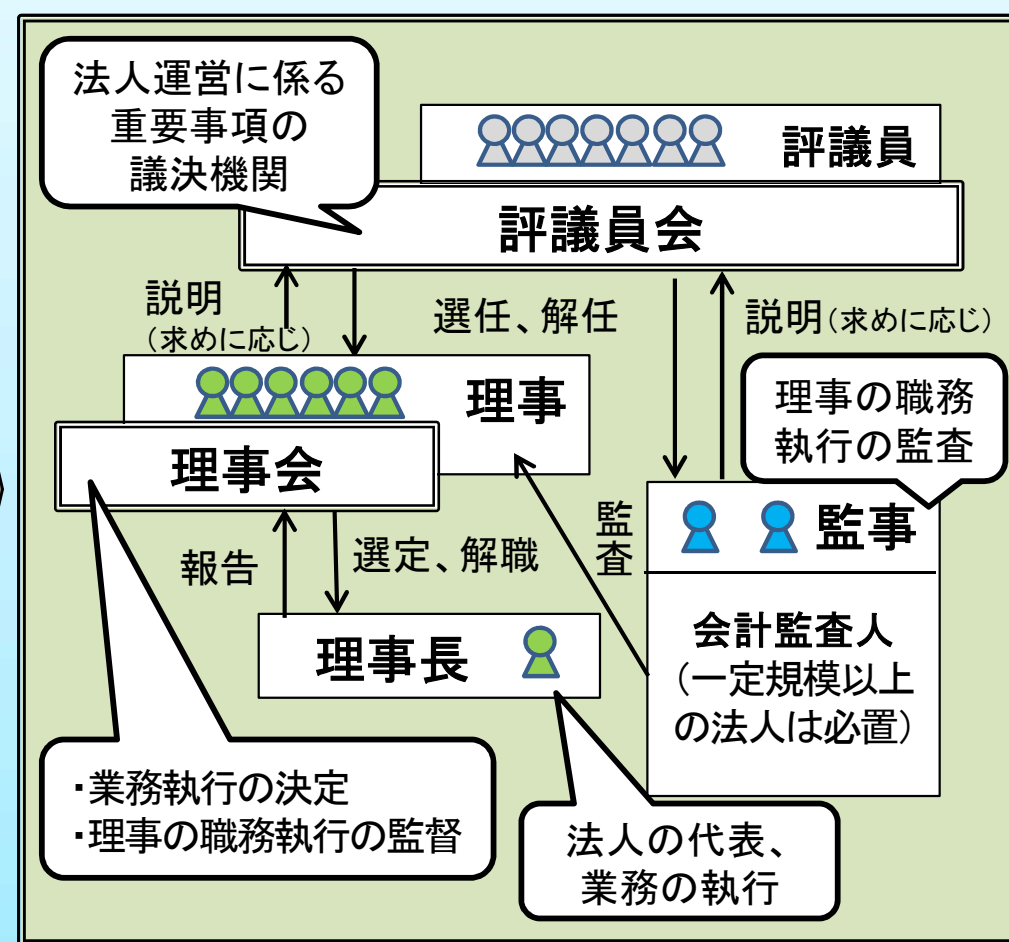 法人運営に係る
重要事項の
議決機関
評議員
評議員会
説明
(求めに応じ)
選任、解任
説明(求めに応じ)
理事
理事会
理事の職務
執行の監査
監査
監事
報告
選定、解職
理事長
会計監査人
(一定規模以上
の法人は必置)
・業務執行の決定
・理事の職務執行の監督
法人の代表、
業務の執行